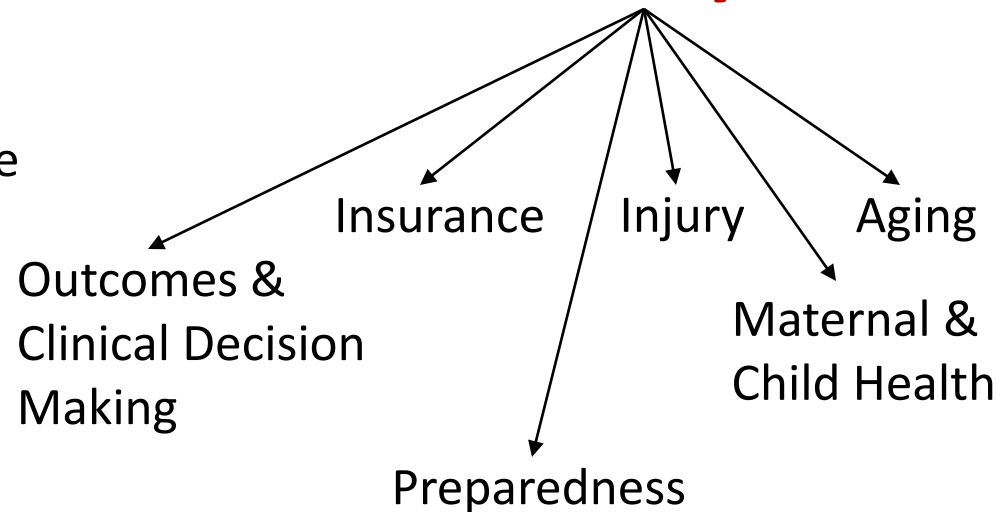 e
Insurance
Injury
Aging
Outcomes &
Clinical Decision
Making
Maternal &
Child Health
Preparedness